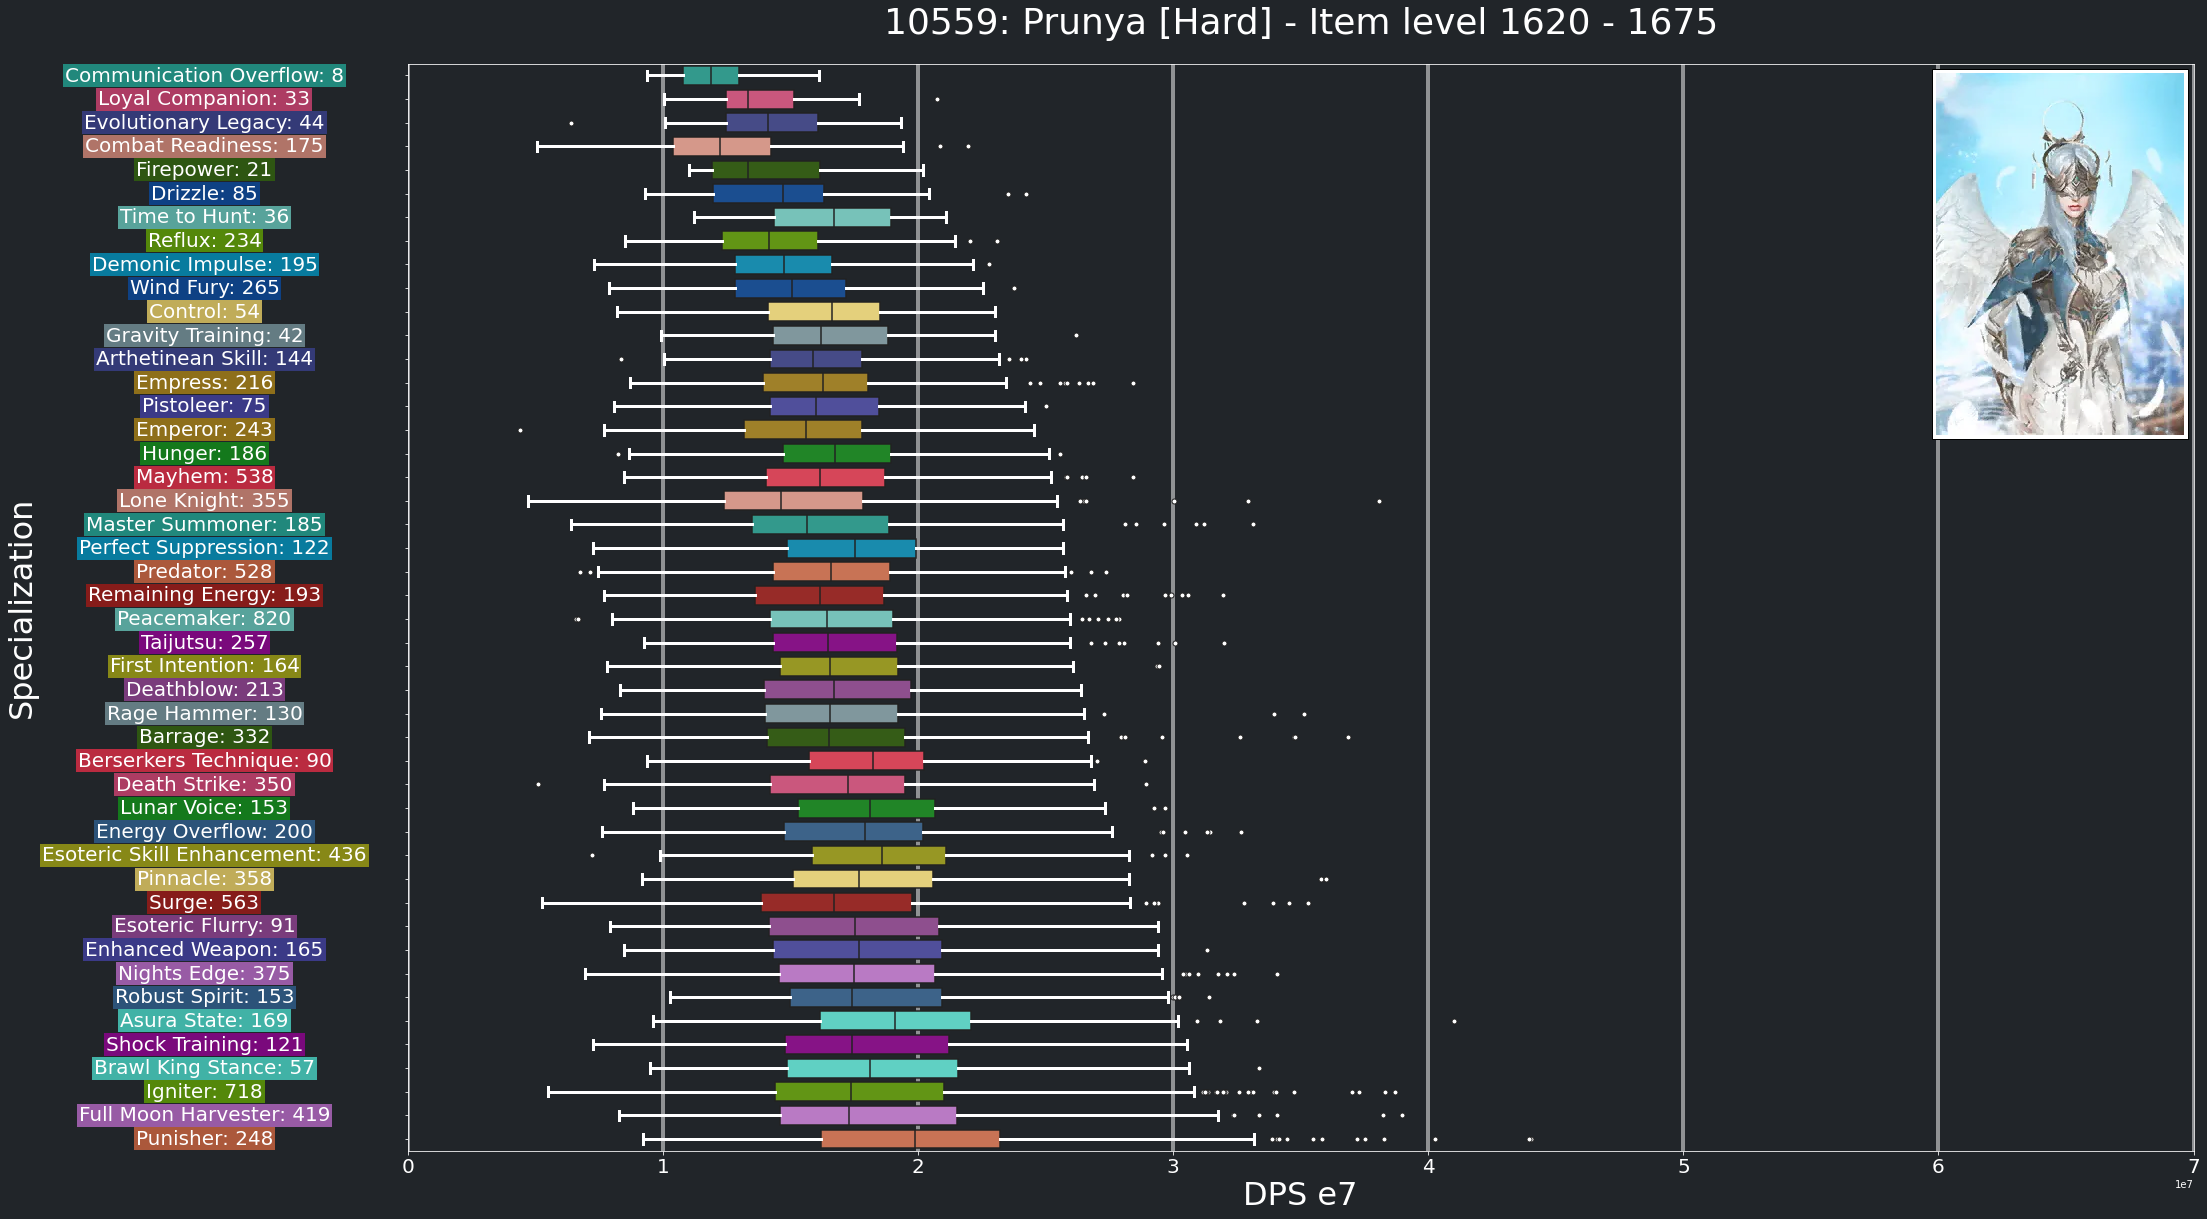 10559: Prunya [Hard] - Item level 1620 - 1675
Specialization
Communication Overflow: 8
Loyal Companion: 33
Evolutionary Legacy: 44
Combat Readiness: 175
Firepower: 21
Drizzle: 85
Time to Hunt: 36
Reflux: 234
Demonic Impulse: 195
Wind Fury: 265
Control: 54
Gravity Training: 42
Arthetinean Skill: 144
Empress: 216
Pistoleer: 75
Emperor: 243
Hunger: 186
Mayhem: 538
Lone Knight: 355
Master Summoner: 185
Perfect Suppression: 122
Predator: 528
Remaining Energy: 193
Peacemaker: 820
Taijutsu: 257
First Intention: 164
Deathblow: 213
Rage Hammer: 130
Barrage: 332
Berserkers Technique: 90
Death Strike: 350
Lunar Voice: 153
Energy Overflow: 200
Esoteric Skill Enhancement: 436
Pinnacle: 358
Surge: 563
Esoteric Flurry: 91
Enhanced Weapon: 165
Nights Edge: 375
Robust Spirit: 153
Asura State: 169
Shock Training: 121
Brawl King Stance: 57
Igniter: 718
Full Moon Harvester: 419
Punisher: 248
0 1 2 3 4 5 6 7
1e7
DPS e7